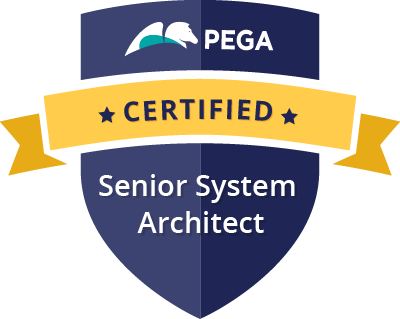 PEGA
CERTIFIED
Senior System
Architect